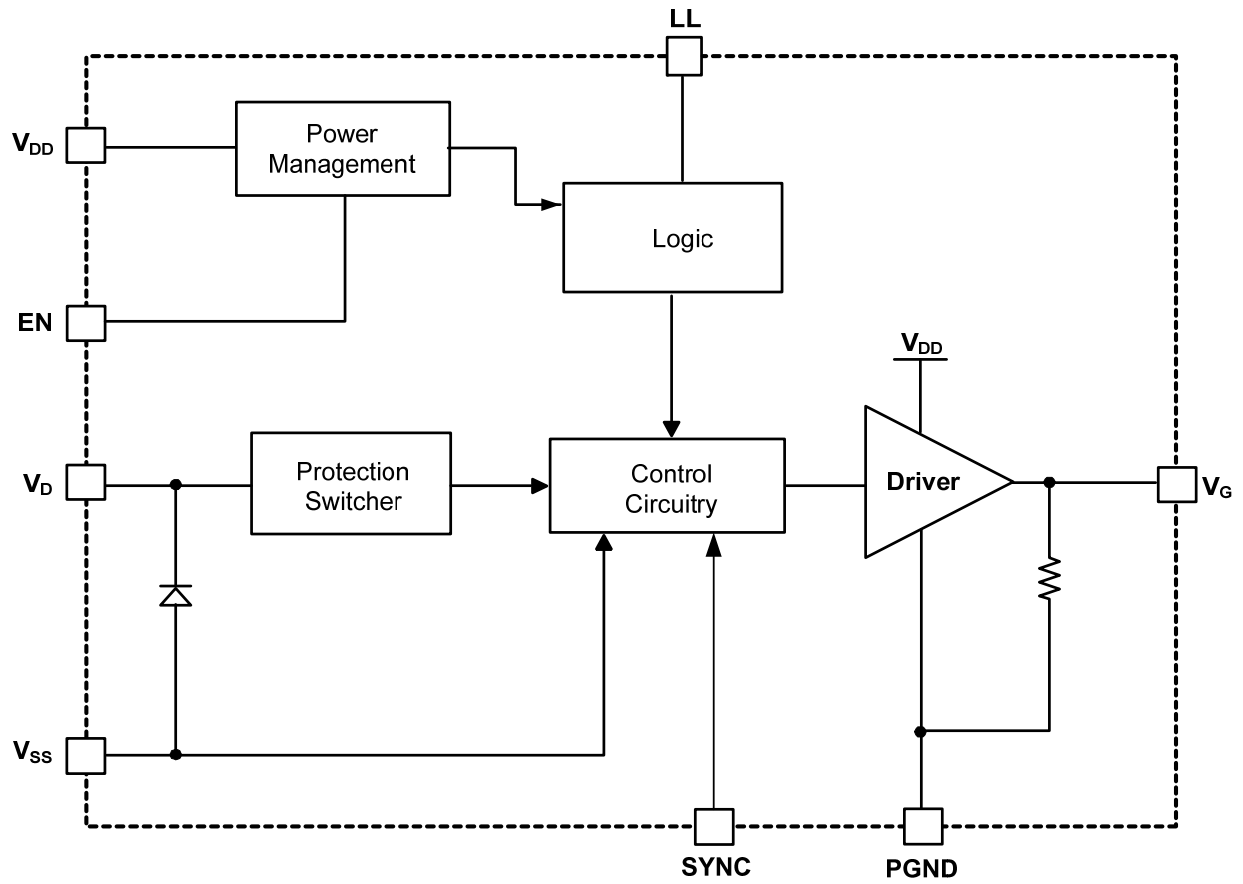 LL
VDD
Power
Management
Logic
EN
VDD
VD
Protection
Switcher
Control
Circuitry
Driver
VG
VSS
SYNC
PGND